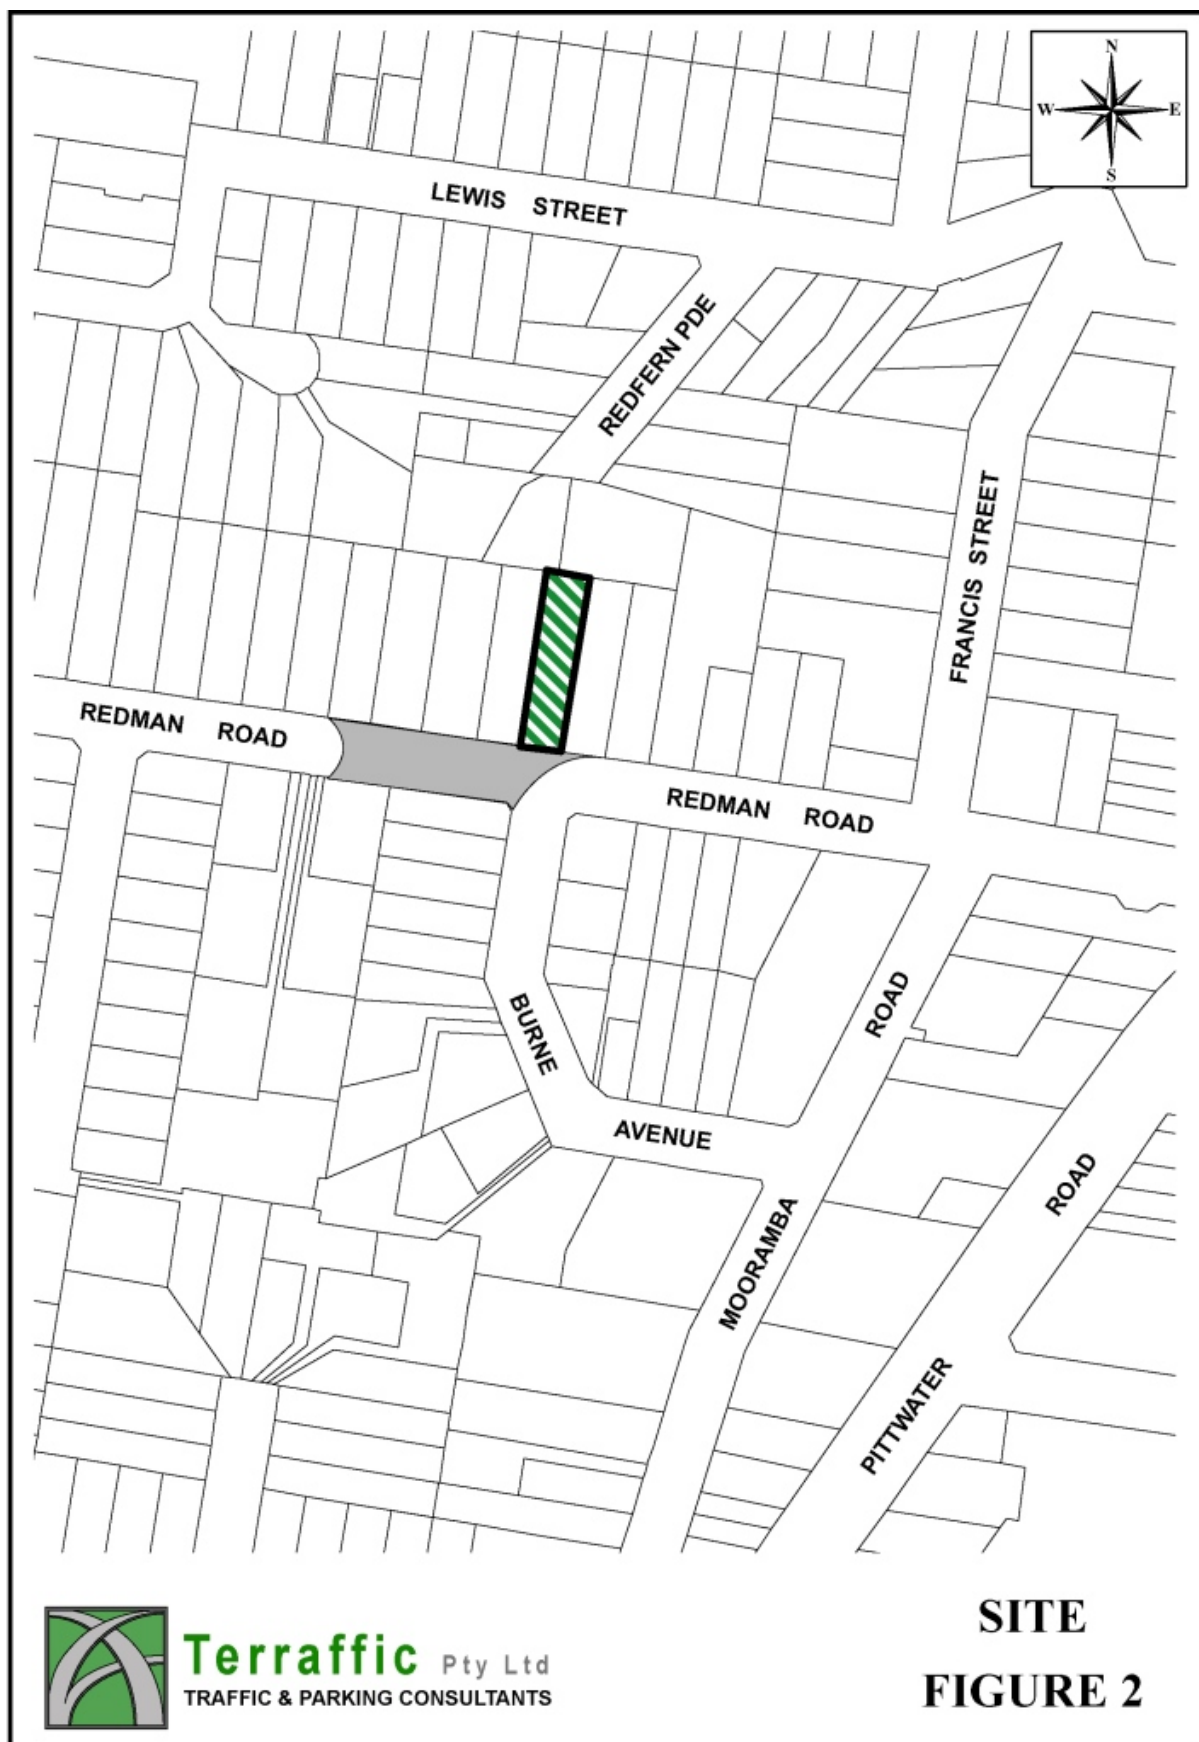 N
W E
S
LEWIS STREET
REDFERN PDE
FRANCIS STREET
REDMAN ROAD
REDMAN ROAD
BURNE
AVENUE
ROAD
MOORAMBA
ROAD
PITTWATER
SITE
FIGURE 2
Terraffic Pty Ltd
TRAFFIC & PARKING CONSULTANTS